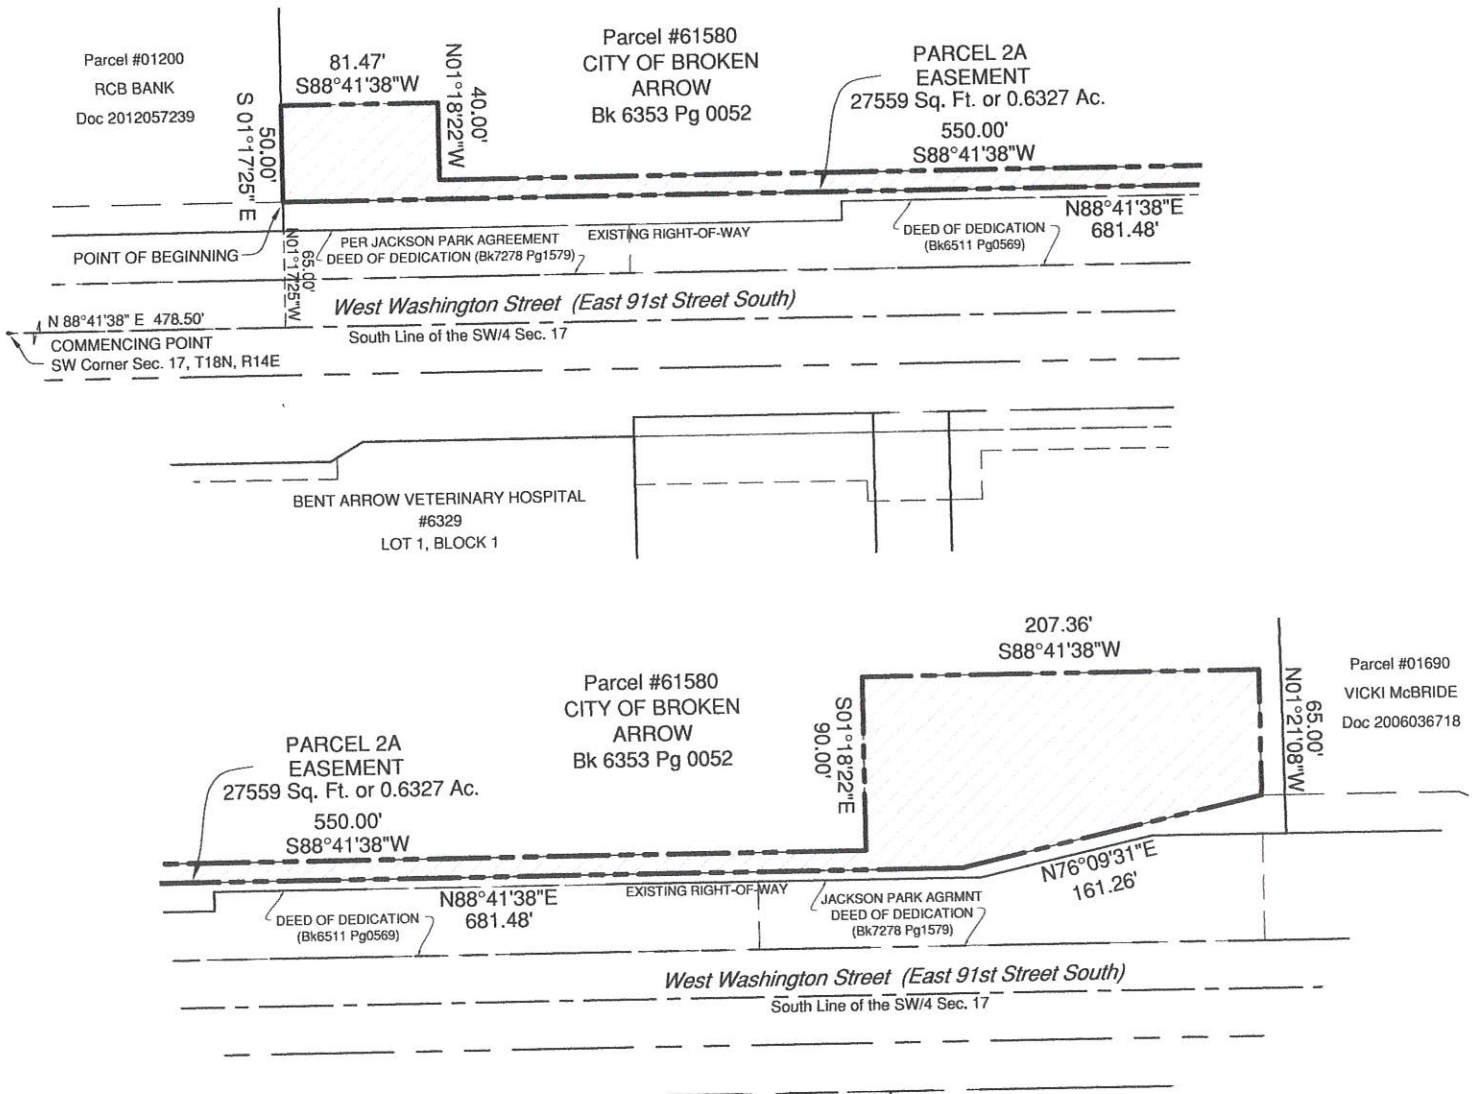 Parcel #01200
RCB BANK
Doc 2012057239
81.47'
S88°41'38"W
S 01°17'25" E
50.00'
N01°18'22"W
40.00'
Parcel #61580
CITY OF BROKEN
ARROW
Bk 6353 Pg 0052
PARCEL 2A
EASEMENT
27559 Sq. Ft. or 0.6327 Ac.
550.00'
S88°41'38"W
N88°41'38"E
681.48'
POINT OF BEGINNING
N01°17'25"W
65.00'
PER JACKSON PARK AGREEMENT
DEED OF DEDICATION (Bk7278 Pg1579)
EXISTING RIGHT-OF-WAY
DEED OF DEDICATION
(Bk6511 Pg0569)
West Washington Street (East 91st Street South)
N 88°41'38" E 478.50'
South Line of the SW/4 Sec. 17
COMMENCING POINT
SW Corner Sec. 17, T18N, R14E
BENT ARROW VETERINARY HOSPITAL
#6329
LOT 1, BLOCK 1
207.36'
S88°41'38"W
Parcel #61580
CITY OF BROKEN
ARROW
Bk 6353 Pg 0052
S01°18'22"E
90.00'
N01°21'08"W
65.00'
Parcel #01690
VICKI McBRIDE
Doc 2006036718
PARCEL 2A
EASEMENT
27559 Sq. Ft. or 0.6327 Ac.
550.00'
S88°41'38"W
N88°41'38"E
681.48'
EXISTING RIGHT-OF-WAY
N76°09'31"E
161.26'
DEED OF DEDICATION
(Bk6511 Pg0569)
JACKSON PARK AGRMNT
DEED OF DEDICATION
(Bk7278 Pg1579)
West Washington Street (East 91st Street South)
South Line of the SW/4 Sec. 17